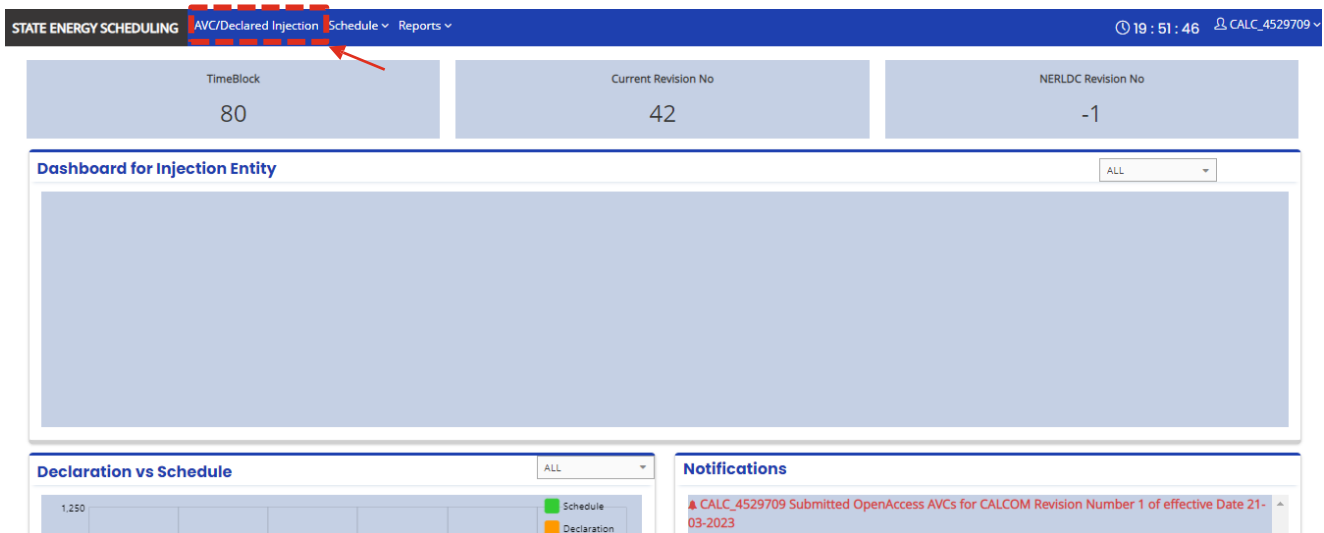 STATE ENERGY SCHEDULING AVC/Declared Injection Schedule Reports 19 : 51 : 46 CALC_4529709
TimeBlock Current Revision No NERLDC Revision No
80 42 -1
Dashboard for Injection Entity ALL
Declaration vs Schedule ALL Notifications
1,250 Schedule CALC_4529709 Submitted OpenAccess AVCs for CALCOM Revision Number 1 of effective Date 21-
Declaration 03-2023